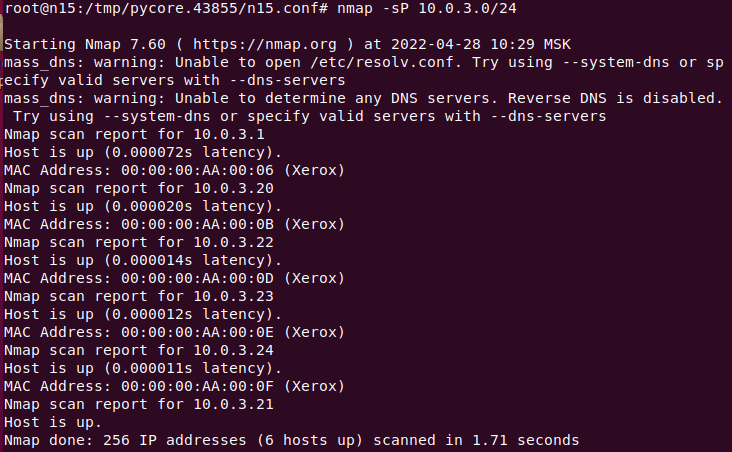 root@n15:/tmp/pycore.43855/n15.conf# nmap -sP 10.0.3.0/24

Starting Nmap 7.60 ( https://nmap.org ) at 2022-04-28 10:29 MSK
mass_dns: warning: Unable to open /etc/resolv.conf. Try using --system-dns or sp
ecify valid servers with --dns-servers
mass_dns: warning: Unable to determine any DNS servers. Reverse DNS is disabled.
 Try using --system-dns or specify valid servers with --dns-servers
Nmap scan report for 10.0.3.1
Host is up (0.000072s latency).
MAC Address: 00:00:00:AA:00:06 (Xerox)
Nmap scan report for 10.0.3.20
Host is up (0.000020s latency).
MAC Address: 00:00:00:AA:00:0B (Xerox)
Nmap scan report for 10.0.3.22
Host is up (0.000014s latency).
MAC Address: 00:00:00:AA:00:0D (Xerox)
Nmap scan report for 10.0.3.23
Host is up (0.000012s latency).
MAC Address: 00:00:00:AA:00:0E (Xerox)
Nmap scan report for 10.0.3.24
Host is up (0.000011s latency).
MAC Address: 00:00:00:AA:00:0F (Xerox)
Nmap scan report for 10.0.3.21
Host is up.
Nmap done: 256 IP addresses (6 hosts up) scanned in 1.71 seconds